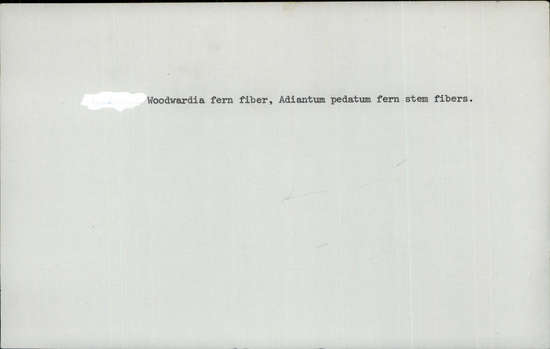 Woodwardia fern fiber, Adiantum pedatum fern stem fibers.